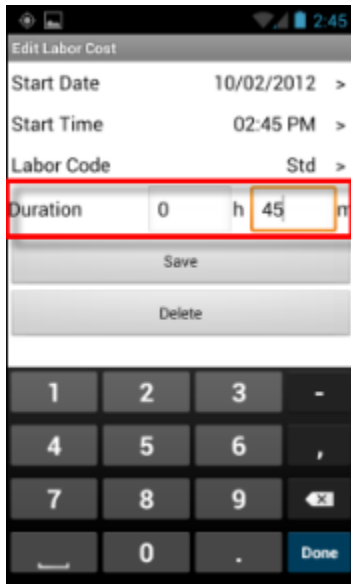 2:45
Edit Labor Cost
Start Date 10/02/2012 >
Start Time 02:45 PM >
Labor Code Std >
Duration 0 h 45 m
Save
Delete
1 2 3 -
4 5 6 ,
7 8 9
0 . Done